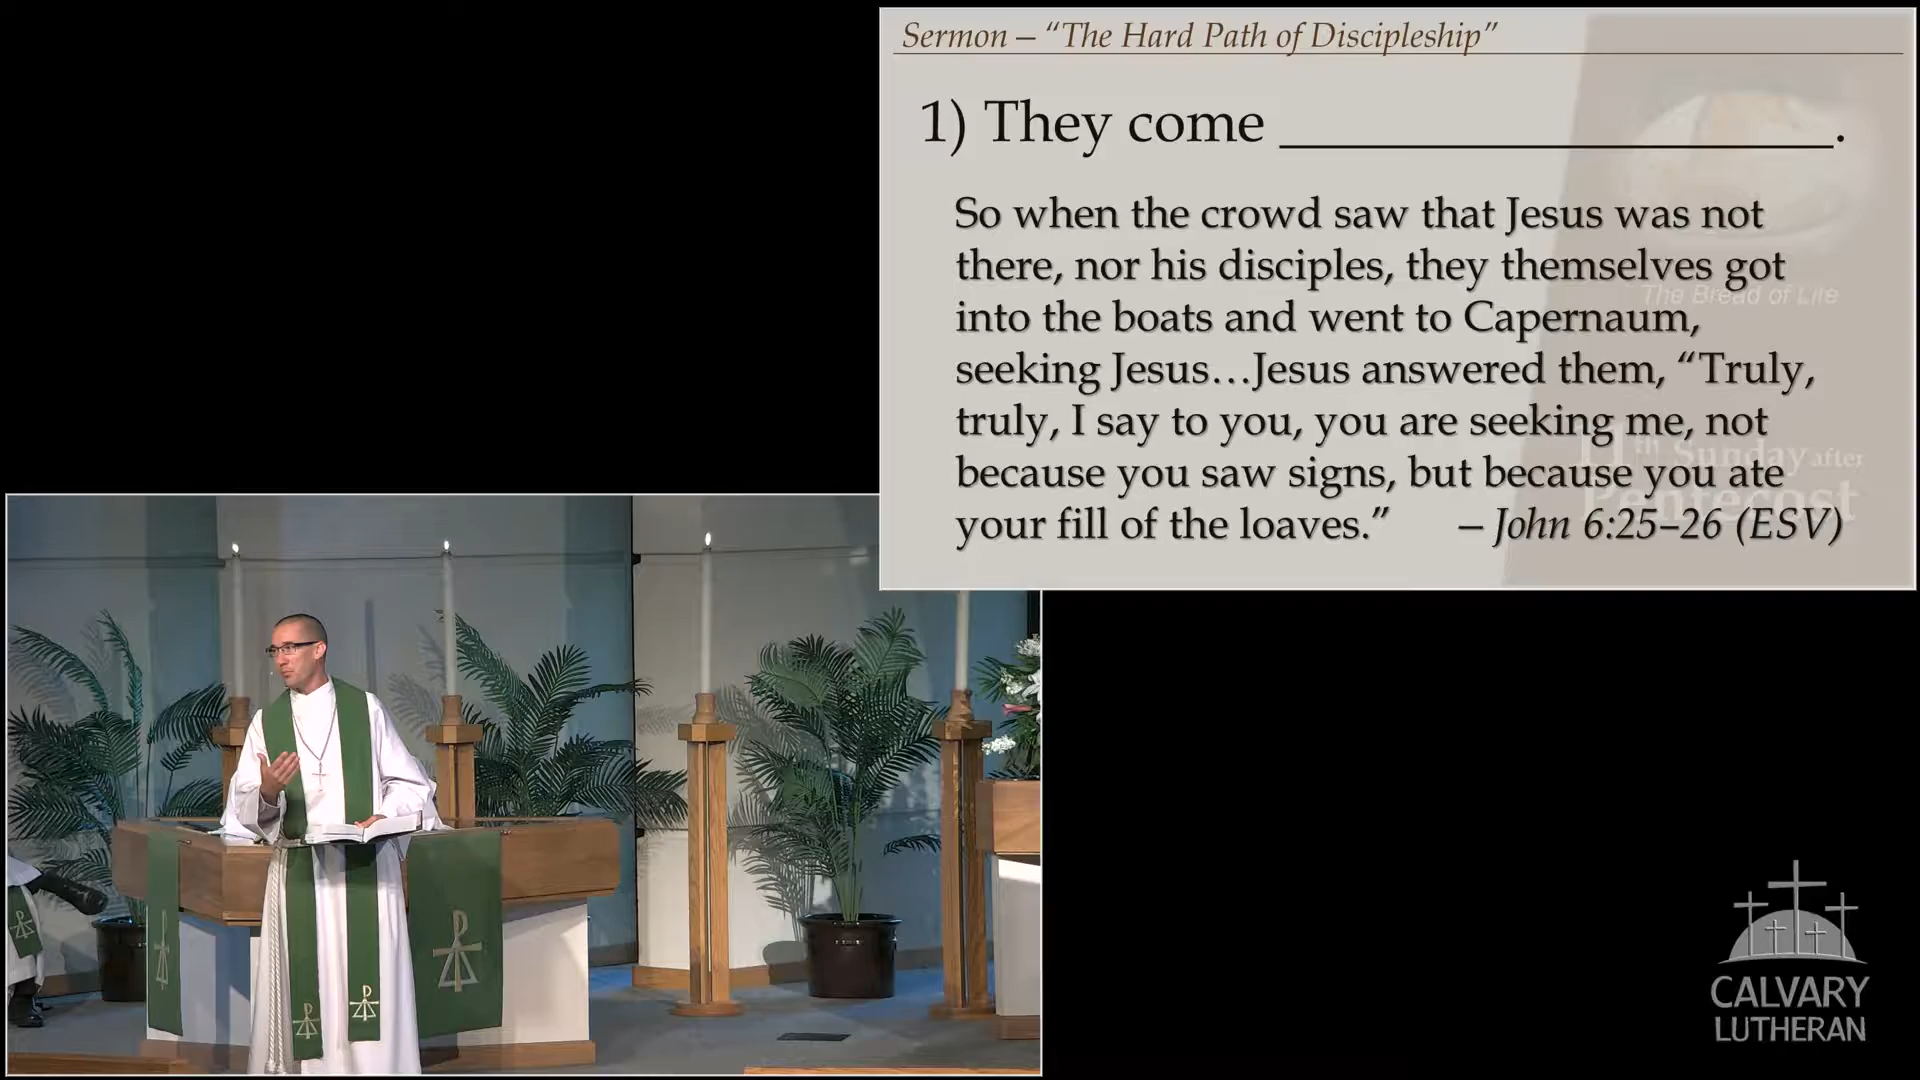 Sermon – “The Hard Path of Discipleship”
1) They come ____________________.
So when the crowd saw that Jesus was not
there, nor his disciples, they themselves got
into the boats and went to Capernaum,
seeking Jesus…Jesus answered them, “Truly,
truly, I say to you, you are seeking me, not
because you saw signs, but because you ate
your fill of the loaves.” – John 6:25–26 (ESV)
The Bread of Life
11th Sunday after
Pentecost
CALVARY
LUTHERAN